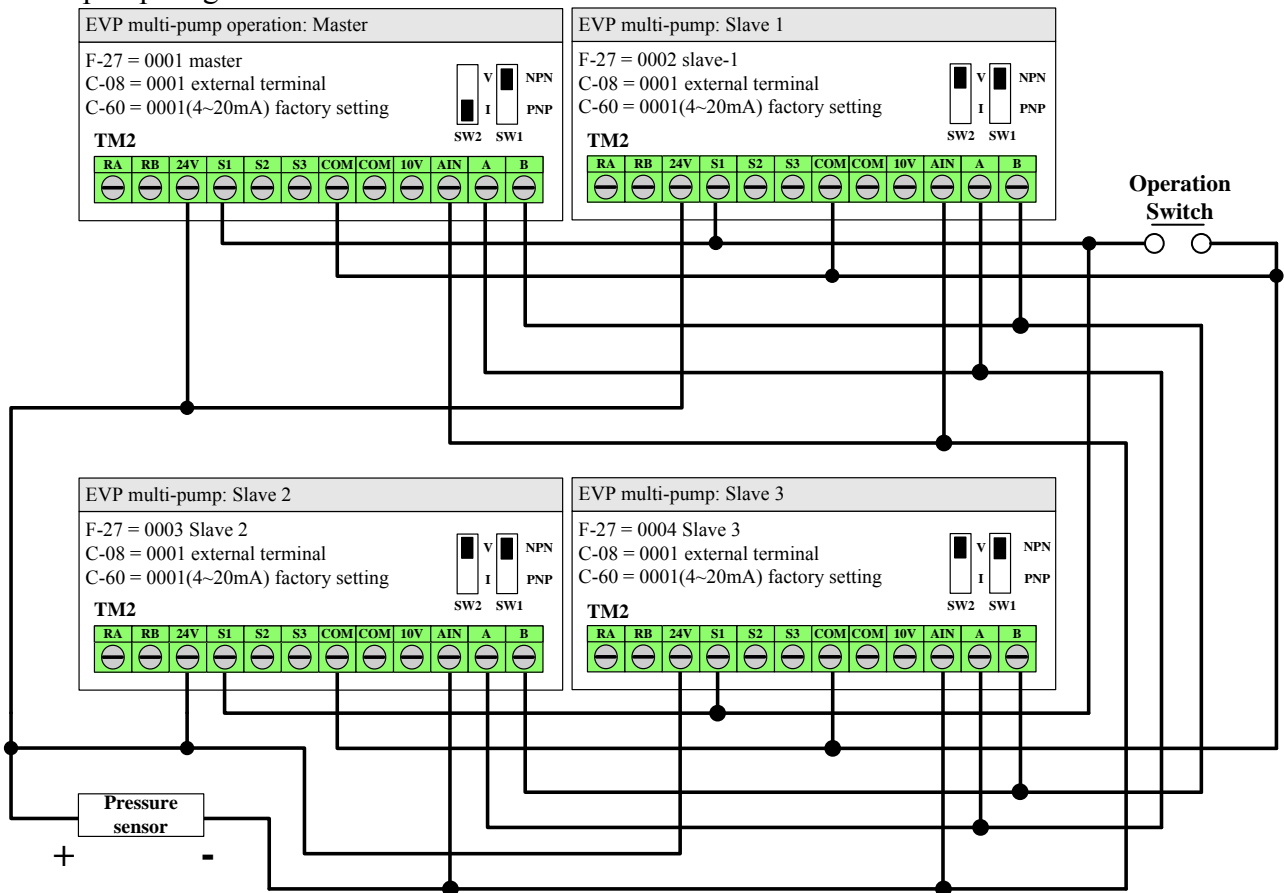 EVP multi-pump operation: Master
F-27 = 0001 master
C-08 = 0001 external terminal
C-60 = 0001(4~20mA) factory setting
V NPN
I PNP
SW2 SW1
TM2
RA RB 24V S1 S2 S3 COM COM 10V AIN A B
EVP multi-pump: Slave 1
F-27 = 0002 slave-1
C-08 = 0001 external terminal
C-60 = 0001(4~20mA) factory setting
V NPN
I PNP
SW2 SW1
TM2
RA RB 24V S1 S2 S3 COM COM 10V AIN A B
Operation
Switch
EVP multi-pump: Slave 2
F-27 = 0003 Slave 2
C-08 = 0001 external terminal
C-60 = 0001(4~20mA) factory setting
V NPN
I PNP
SW2 SW1
TM2
RA RB 24V S1 S2 S3 COM COM 10V AIN A B
EVP multi-pump: Slave 3
F-27 = 0004 Slave 3
C-08 = 0001 external terminal
C-60 = 0001(4~20mA) factory setting
V NPN
I PNP
SW2 SW1
TM2
RA RB 24V S1 S2 S3 COM COM 10V AIN A B
Pressure
sensor
+ -